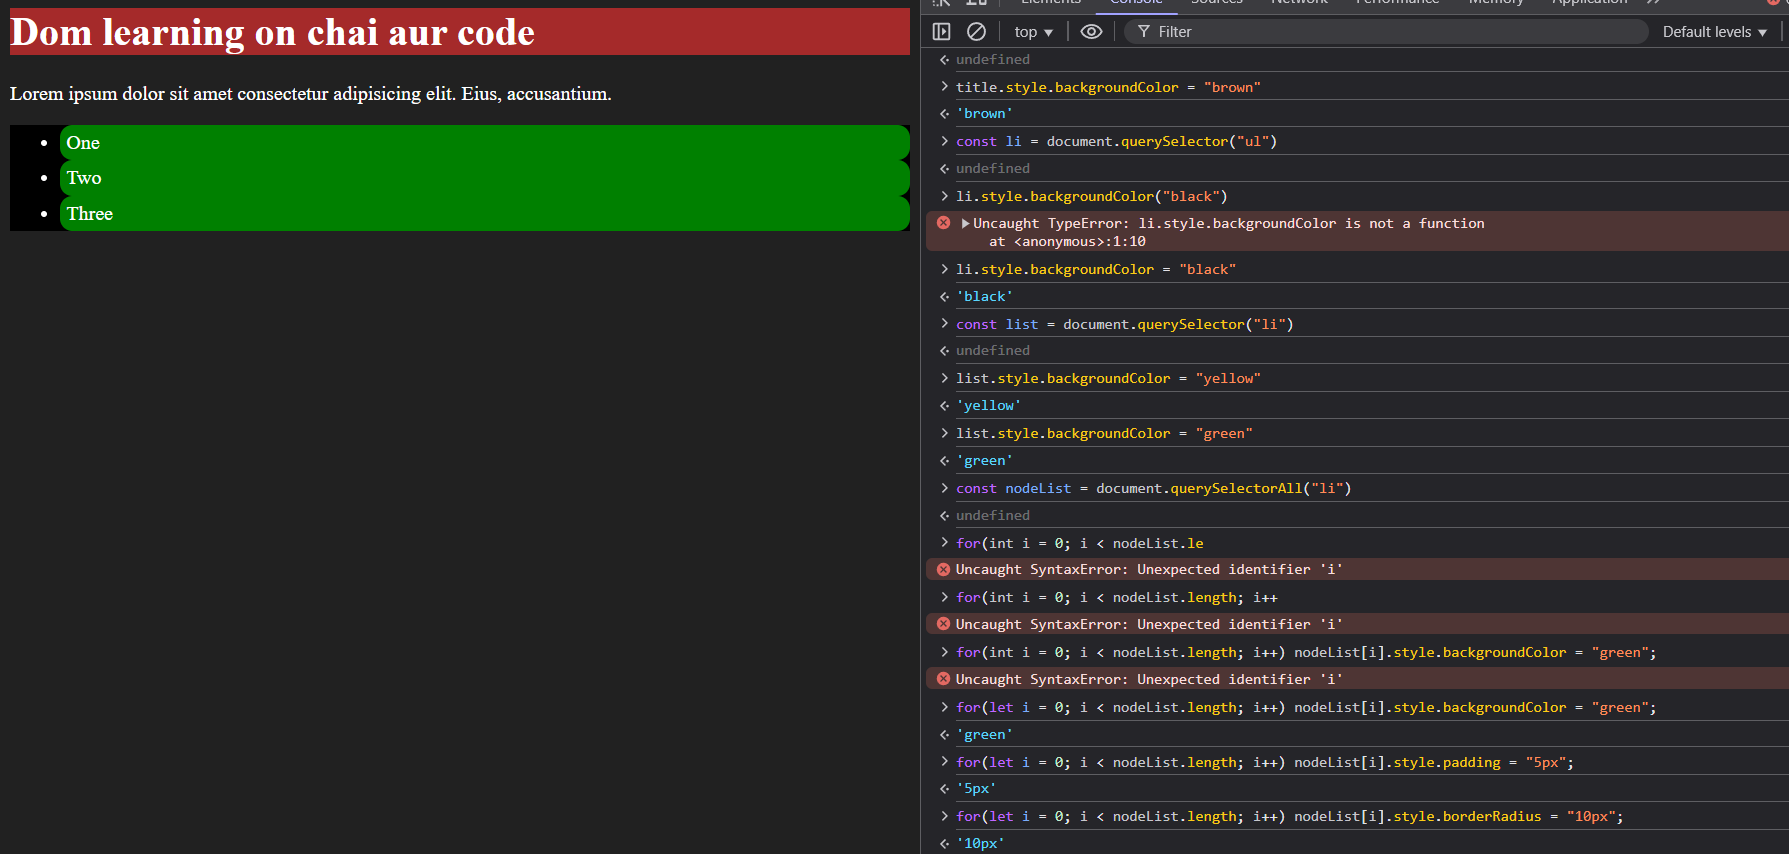 Dom learning on chai aur code
Lorem ipsum dolor sit amet consectetur adipisicing elit. Eius, accusantium.
One
Two
Three
Elements Console Sources Network Performance Memory Application
top Filter Default levels
undefined
title.style.backgroundColor = "brown"
'brown'
const li = document.querySelector("ul")
undefined
li.style.backgroundColor("black")
Uncaught TypeError: li.style.backgroundColor is not a function
at <anonymous>:1:10
li.style.backgroundColor = "black"
'black'
const list = document.querySelector("li")
undefined
list.style.backgroundColor = "yellow"
'yellow'
list.style.backgroundColor = "green"
'green'
const nodeList = document.querySelectorAll("li")
undefined
for(int i = 0; i < nodeList.le
Uncaught SyntaxError: Unexpected identifier 'i'
for(int i = 0; i < nodeList.length; i++
Uncaught SyntaxError: Unexpected identifier 'i'
for(int i = 0; i < nodeList.length; i++) nodeList[i].style.backgroundColor = "green";
Uncaught SyntaxError: Unexpected identifier 'i'
for(let i = 0; i < nodeList.length; i++) nodeList[i].style.backgroundColor = "green";
'green'
for(let i = 0; i < nodeList.length; i++) nodeList[i].style.padding = "5px";
'5px'
for(let i = 0; i < nodeList.length; i++) nodeList[i].style.borderRadius = "10px";
'10px'